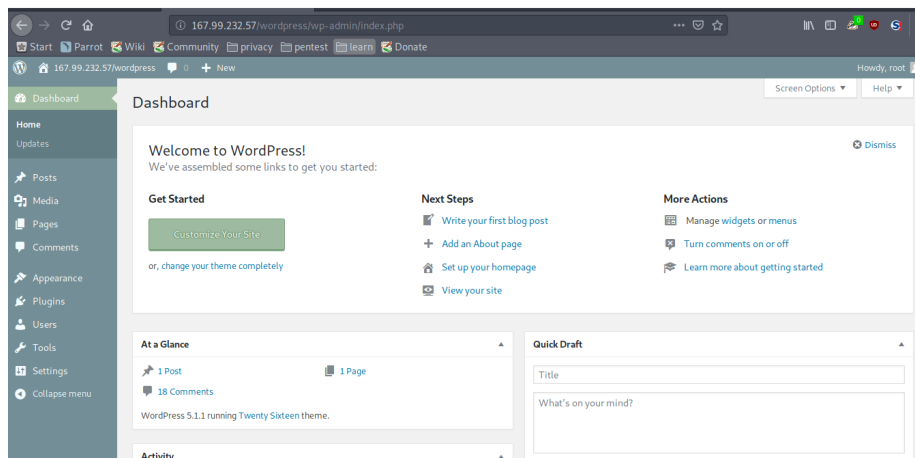 167.99.232.57/wordpress/wp-admin/index.php
Start Parrot Wiki Community privacy pentest learn Donate
167.99.232.57/wordpress 0 + New Howdy, root
Dashboard
Home
Updates
Posts
Media
Pages
Comments
Appearance
Plugins
Users
Tools
Settings
Collapse menu
Screen Options Help
Dashboard
Dismiss
Welcome to WordPress!
We've assembled some links to get you started:
Get Started
Customize Your Site
or, change your theme completely
Next Steps
Write your first blog post
Add an About page
Set up your homepage
View your site
More Actions
Manage widgets or menus
Turn comments on or off
Learn more about getting started
At a Glance
1 Post 1 Page
18 Comments
WordPress 5.1.1 running Twenty Sixteen theme.
Activity
Quick Draft
Title
What's on your mind?